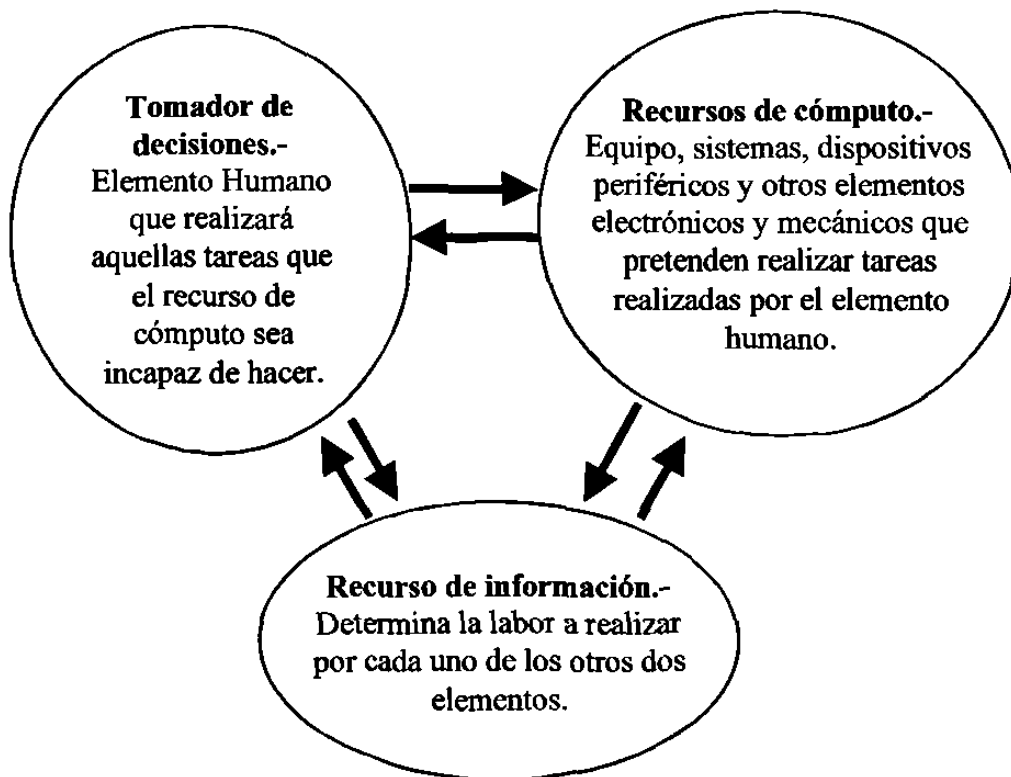 Tomador de
decisiones.-
Elemento Humano
que realizará
aquellas tareas que
el recurso de
cómputo sea
incapaz de hacer.
Recursos de cómputo.-
Equipo, sistemas, dispositivos
periféricos y otros elementos
electrónicos y mecánicos que
pretenden realizar tareas
realizadas por el elemento
humano.
Recurso de información.-
Determina la labor a realizar
por cada uno de los otros dos
elementos.